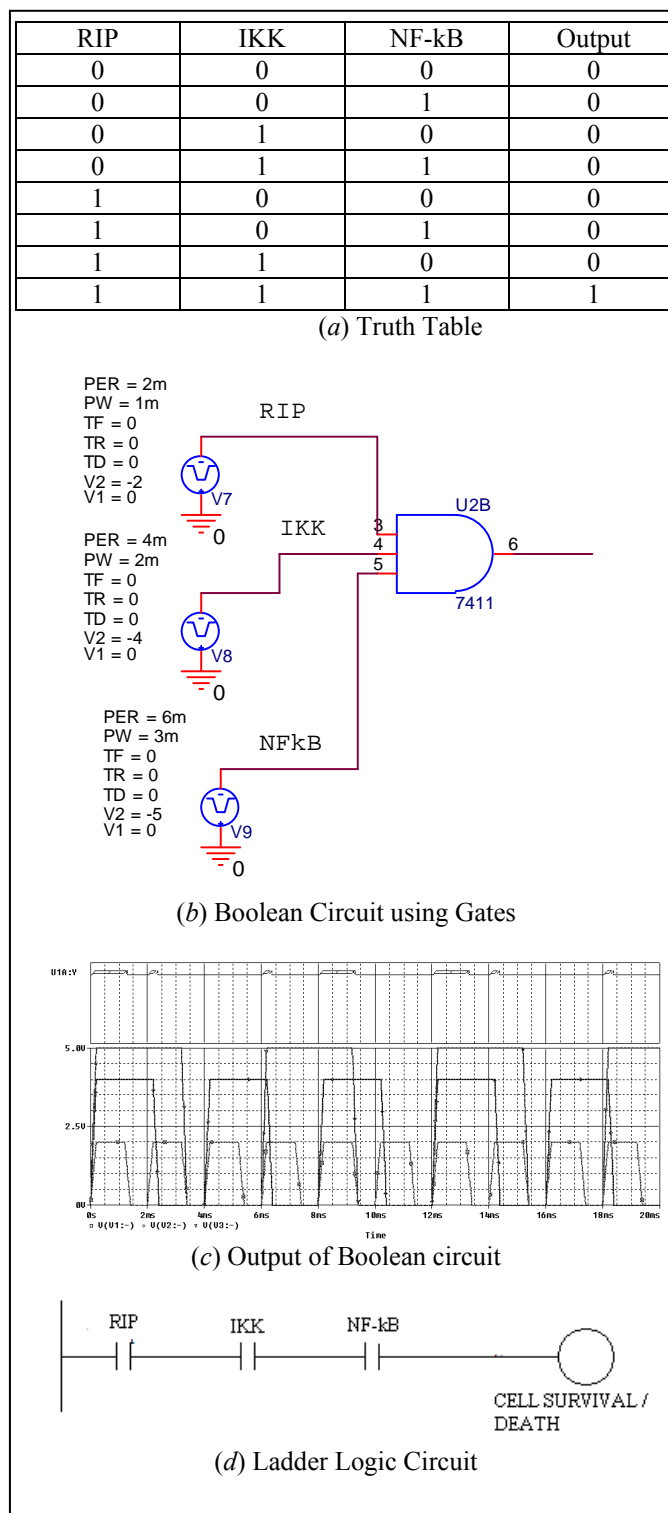 RIP IKK NF-kB Output
0 0 0 0
0 0 1 0
0 1 0 0
0 1 1 0
1 0 0 0
1 0 1 0
1 1 0 0
1 1 1 1
(a) Truth Table
PER = 2m
PW = 1m
TF = 0
TR = 0
TD = 0
V2 = -2
V1 = 0
V7
0
RIP
PER = 4m
PW = 2m
TF = 0
TR = 0
TD = 0
V2 = -4
V1 = 0
V8
0
IKK
PER = 6m
PW = 3m
TF = 0
TR = 0
TD = 0
V2 = -5
V1 = 0
V9
0
NFkB
U2B
3
4
5
6
7411
(b) Boolean Circuit using Gates
U1A:Y
5.0V
2.5V
0V
0s 2ms 4ms 6ms 8ms 10ms 12ms 14ms 16ms 18ms 20ms
V(V1:-) V(V2:-) V(V3:-)
Time
(c) Output of Boolean circuit
RIP IKK NF-kB
CELL SURVIVAL /
DEATH
(d) Ladder Logic Circuit